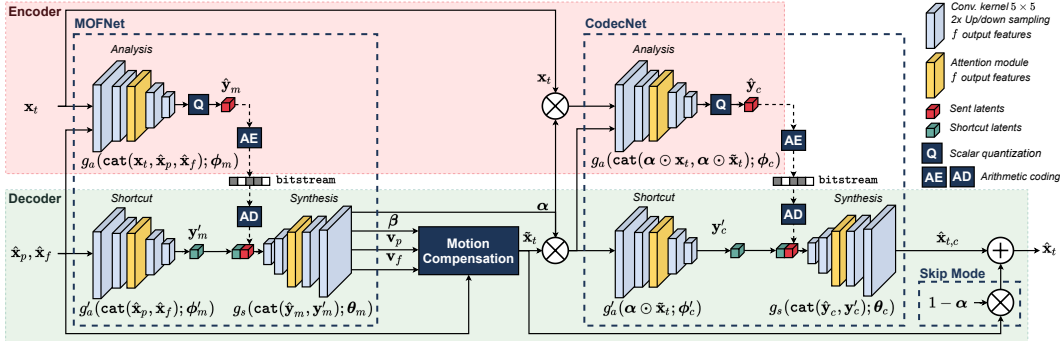 Encoder
MOFNet
CodecNet
Conv. kernel 5 × 5
2x Up/down sampling
f output features
Analysis
Analysis
x_t
ŷ_m
x_t
ŷ_c
Attention module
f output features
Q
Q
Sent latents
Shortcut latents
AE
AE
Q Scalar quantization
g_a(cat(x_t, x̂_p, x̂_f); ϕ_m)
g_a(cat(α ⊙ x_t, α ⊙ x̃_t); ϕ_c)
AE AD Arithmetic coding
bitstream
bitstream
Decoder
Shortcut
Synthesis
Shortcut
Synthesis
AD
AD
α
β
y′_m
v_p
v_f
x̂_p, x̂_f
Motion
Compensation
x̃_t
y′_c
x̂_{t,c}
x̂_t
Skip Mode
1 − α
g′_a(cat(x̂_p, x̂_f); ϕ′_m)
g_s(cat(ŷ_m, y′_m); θ_m)
g′_a(α ⊙ x̃_t; ϕ′_c)
g_s(cat(ŷ_c, y′_c); θ_c)